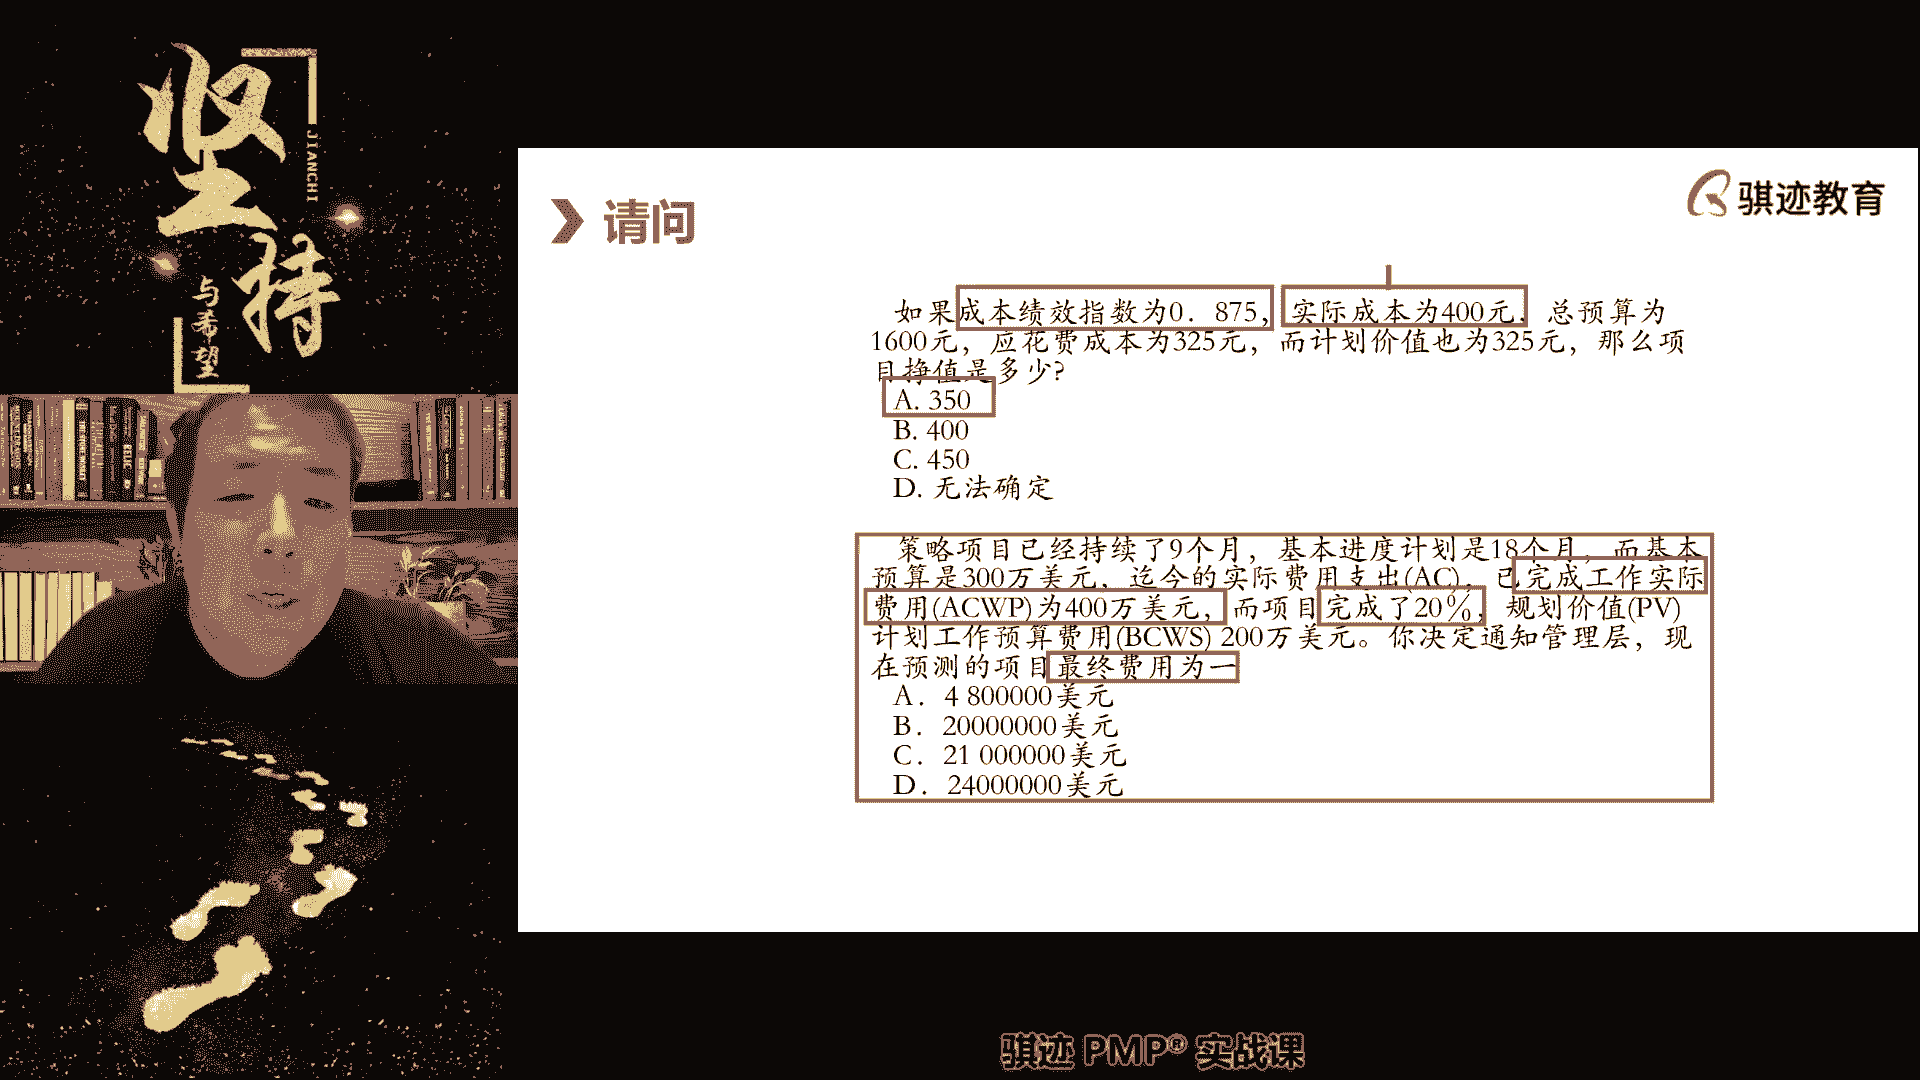 坚持
JIANCHI
与希望
骐迹教育
请问
如果成本绩效指数为0.875，实际成本为400元，总预算为
1600元，应花费成本为325元，而计划价值也为325元，那么项
目挣值是多少?
A. 350
B. 400
C. 450
D. 无法确定
策略项目已经持续了9个月，基本进度计划是18个月，而基本
预算是300万美元，迄今的实际费用支出(AC)，已完成工作实际
费用(ACWP)为400万美元，而项目完成了20%，规划价值(PV)
计划工作预算费用(BCWS) 200万美元。你决定通知管理层，现
在预测的项目最终费用为一
A. 4 800000美元
B. 20000000美元
C. 21 000000美元
D. 24000000美元
骐迹 PMP® 实战课